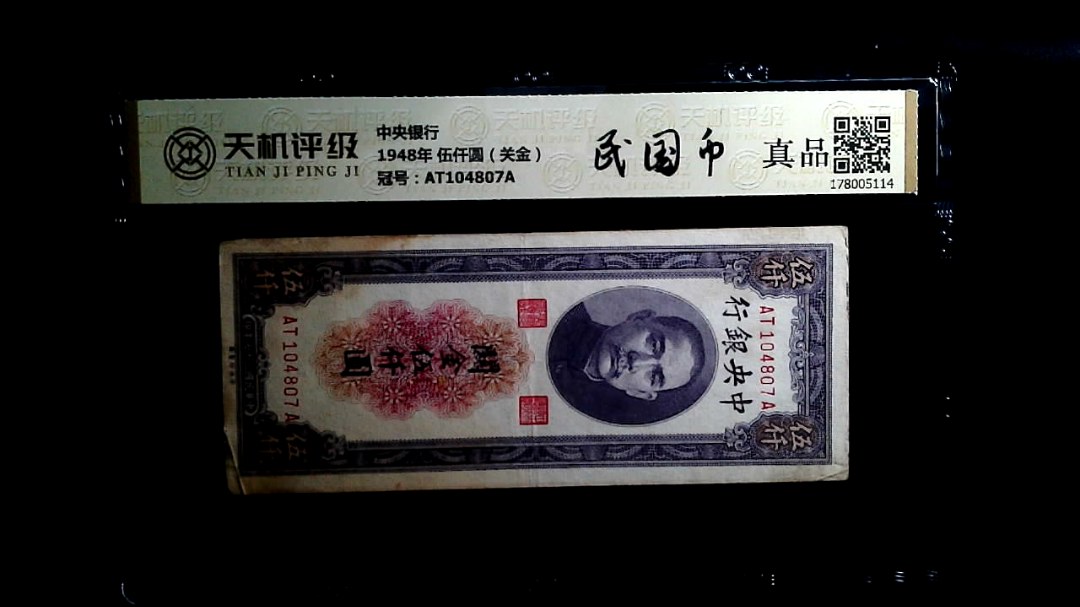 天机评级
TIAN JI PING JI
中央银行
1948年 伍仟圆（关金）
冠号：AT104807A
民国币
真品
178005114
伍仟
伍仟
AT104807A
中央銀行
關金伍仟圓
AT104807A
伍仟
伍仟